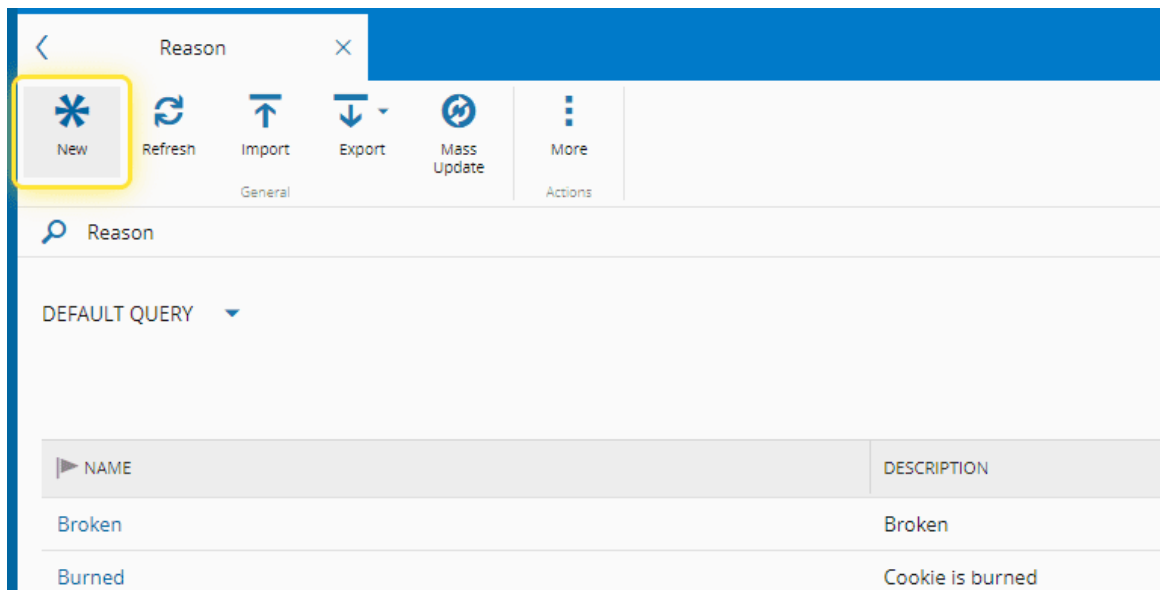 Reason
New
Refresh
Import
Export
Mass
Update
More
General
Actions
Reason
DEFAULT QUERY
NAME
DESCRIPTION
Broken
Broken
Burned
Cookie is burned